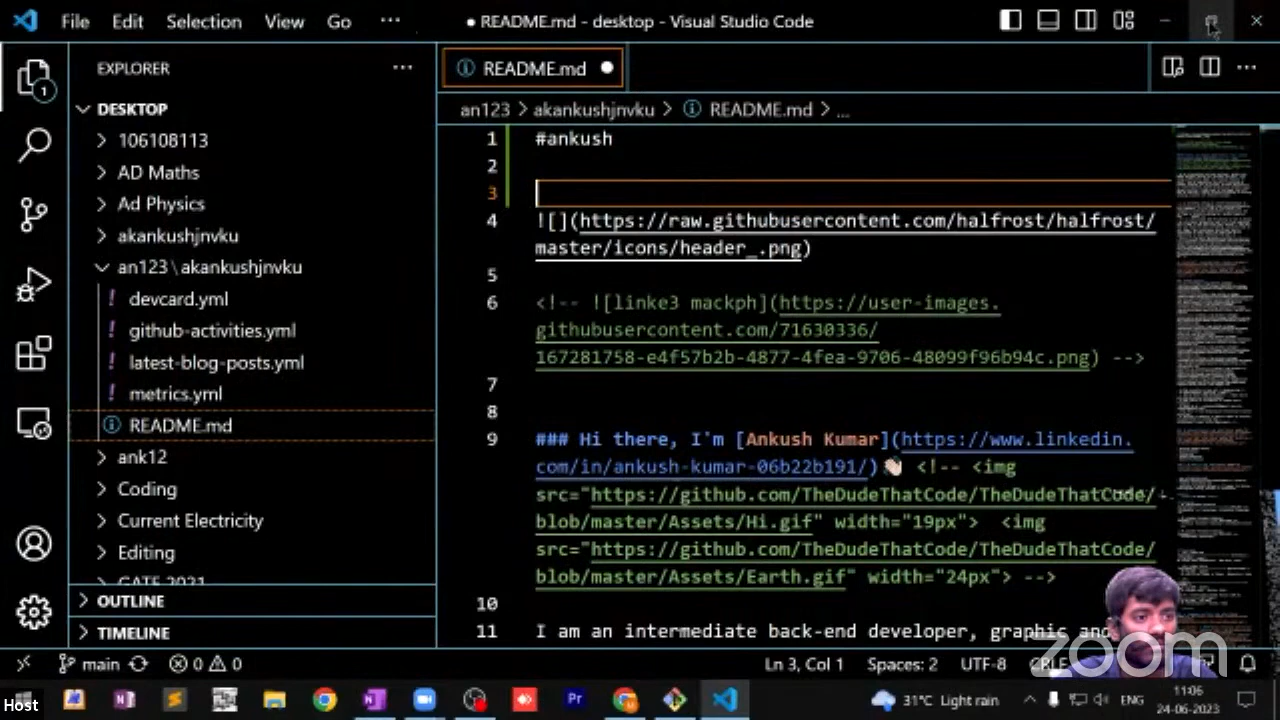 File Edit Selection View Go ··· ● README.md - desktop - Visual Studio Code
EXPLORER ···
README.md ●
1
DESKTOP
an123 > akankushjnvku > README.md > ...
106108113
AD Maths
Ad Physics
akankushjnvku
an123\akankushjnvku
! devcard.yml
! github-activities.yml
! latest-blog-posts.yml
! metrics.yml
README.md
ank12
Coding
Current Electricity
Editing
GATE 2021
OUTLINE
TIMELINE
1 #ankush
2
3
4 ![](https://raw.githubusercontent.com/halfrost/halfrost/
master/icons/header_.png)
5
6 <!-- ![linke3 mackph](https://user-images.
githubusercontent.com/71630336/
167281758-e4f57b2b-4877-4fea-9706-48099f96b94c.png) -->
7
8
9 ### Hi there, I'm [Ankush Kumar](https://www.linkedin.
com/in/ankush-kumar-06b22b191/)👋 <!-- <img
src="https://github.com/TheDudeThatCode/TheDudeThatCode/
blob/master/Assets/Hi.gif" width="19px"> <img
src="https://github.com/TheDudeThatCode/TheDudeThatCode/
blob/master/Assets/Earth.gif" width="24px"> -->
10
11 I am an intermediate back-end developer, graphic and
main 0 0 Ln 3, Col 1 Spaces: 2 UTF-8 CRLF
zoom
Host
Pr
31°C Light rain
ENG
11:06
24-06-2023